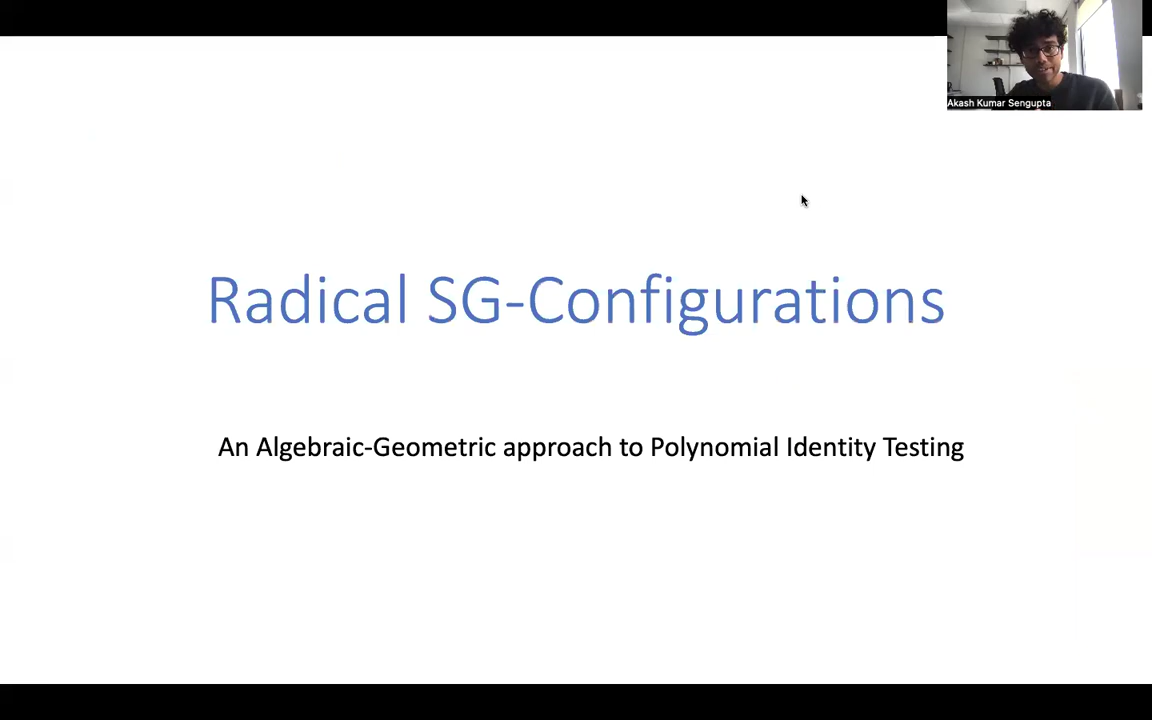 Akash Kumar Sengupta
Radical SG-Configurations
An Algebraic-Geometric approach to Polynomial Identity Testing